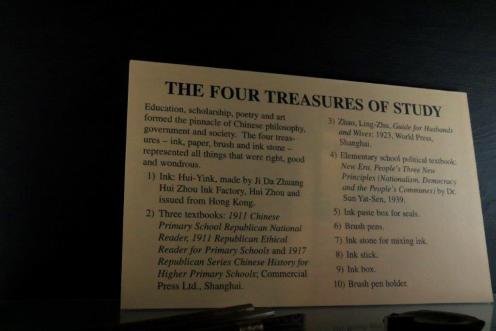 THE FOUR TREASURES OF STUDY
Education, scholarship, poetry and art
formed the pinnacle of Chinese philosophy,
government and society. The four treas-
ures – ink, paper, brush and ink stone –
represented all things that were right, good
and wondrous.
1) Ink: Hui-Yink, made by Ji Da Zhuang
Hui Zhou Ink Factory, Hui Zhou and
issued from Hong Kong.
2) Three textbooks: 1911 Chinese
Primary School Republican National
Reader, 1911 Republican Ethical
Reader for Primary Schools and 1917
Republican Series Chinese History for
Higher Primary Schools; Commercial
Press Ltd., Shanghai.
3) Zhao, Ling-Zhu, Guide for Husbands
and Wives; 1923, World Press,
Shanghai.
4) Elementary school political textbook:
New Era, People's Three New
Principles (Nationalism, Democracy
and the People's Communes) by Dr.
Sun Yat-Sen, 1939.
5) Ink paste box for seals.
6) Brush pens.
7) Ink stone for mixing ink.
8) Ink stick.
9) Ink box.
10) Brush pen holder.